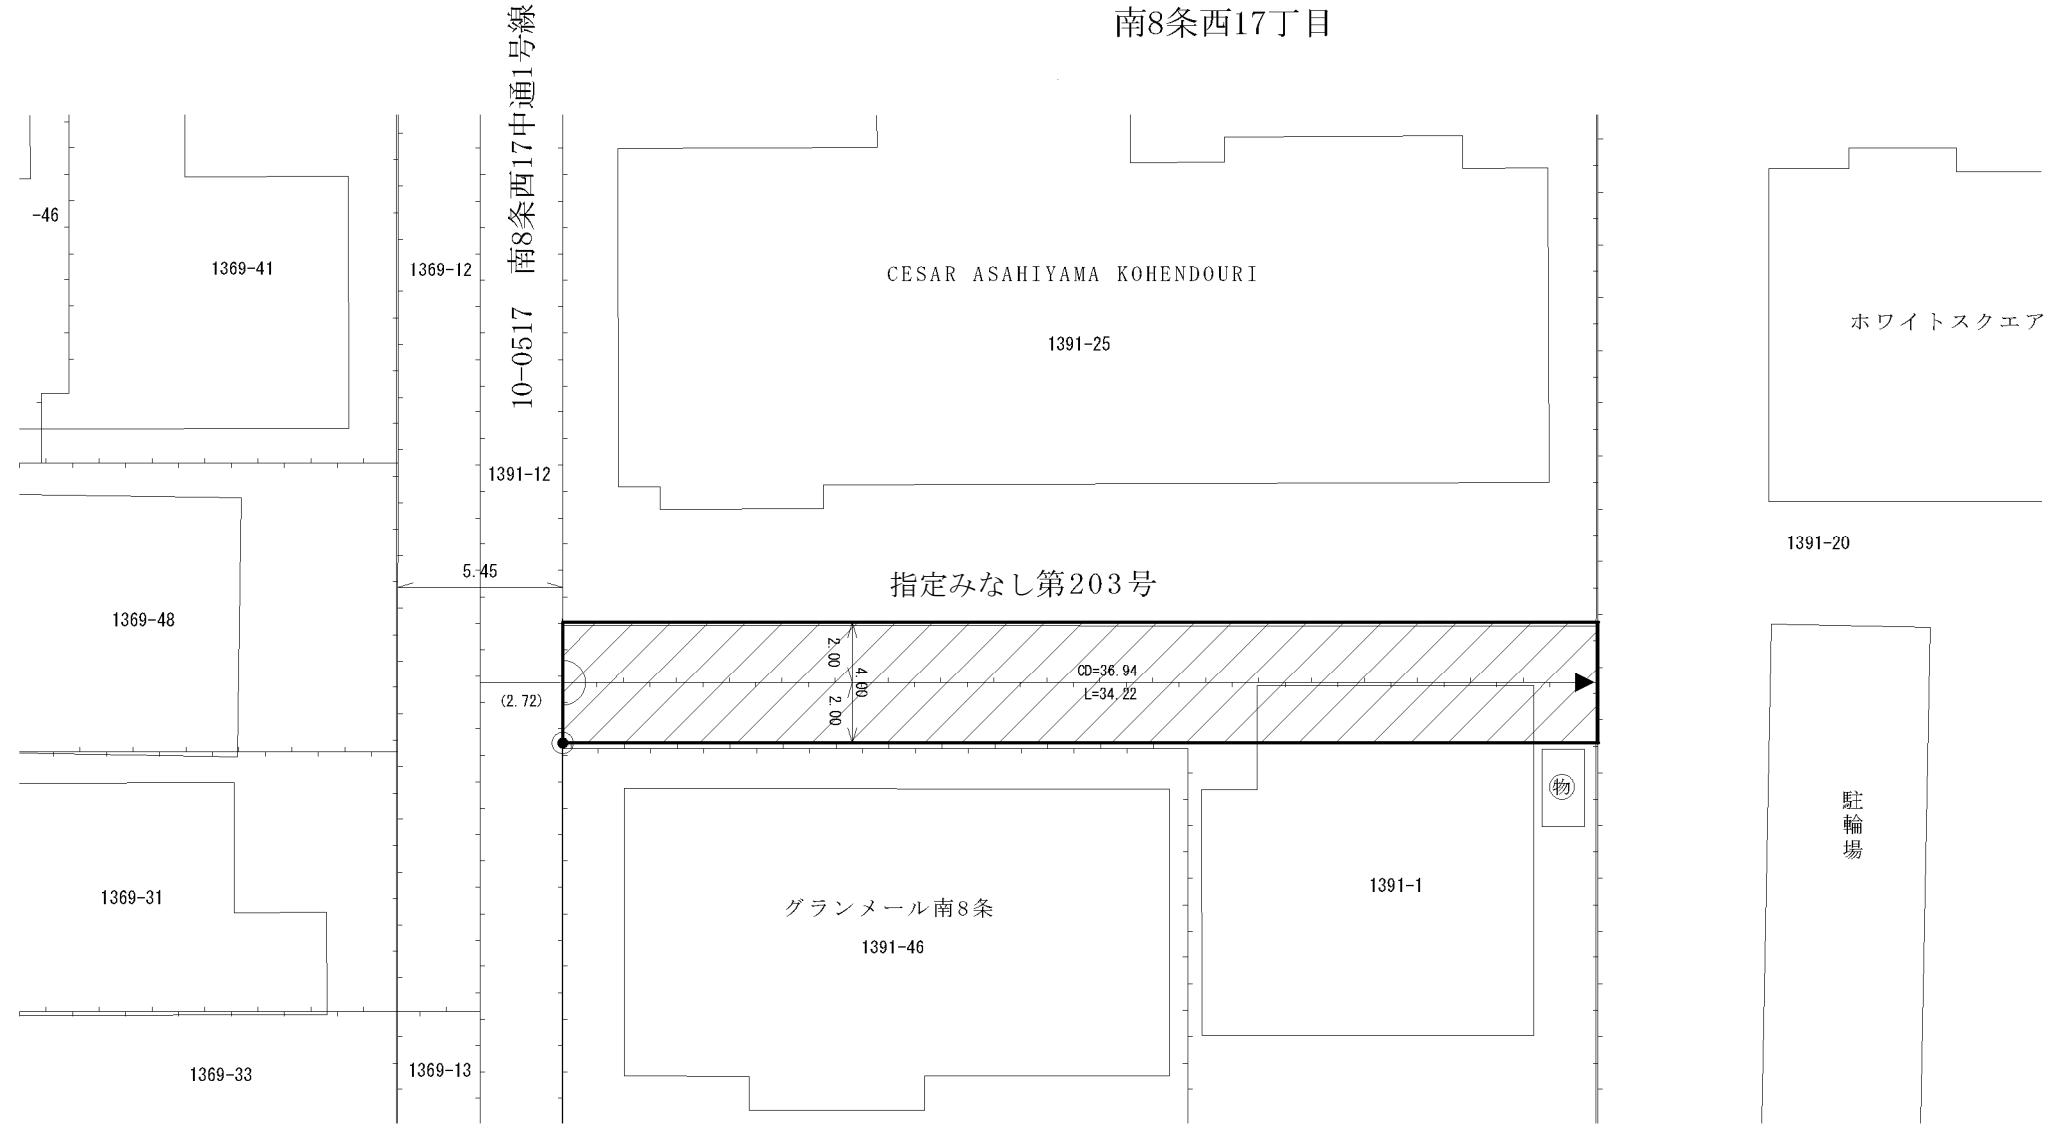 南8条西17丁目
10-0517 南8条西17中通1号線
-46
1369-41
1369-12
CESAR ASAHIYAMA KOHENDOURI
1391-25
ホワイトスクエア
1391-12
1391-20
5.45
指定みなし第203号
1369-48
2.00
4.00
2.00
CD=36.94
L=34.22
(2.72)
物
駐輪場
1369-31
1391-1
グランメール南8条
1391-46
1369-33
1369-13